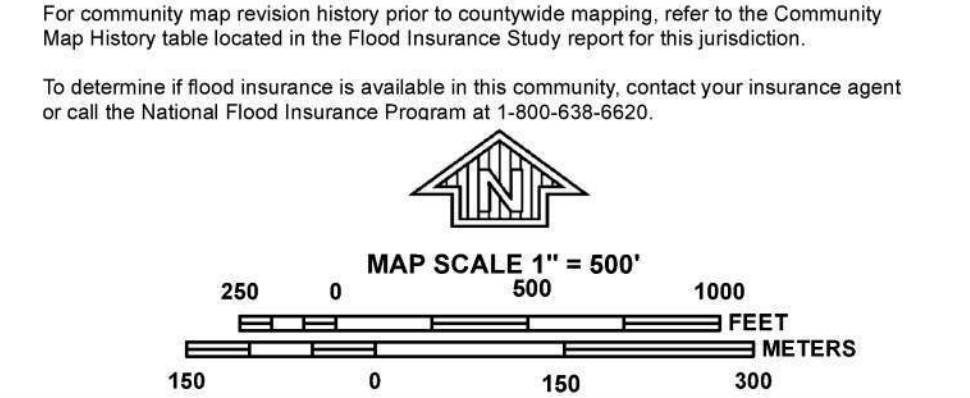 For community map revision history prior to countywide mapping, refer to the Community
Map History table located in the Flood Insurance Study report for this jurisdiction.
To determine if flood insurance is available in this community, contact your insurance agent
or call the National Flood Insurance Program at 1-800-638-6620.
N
MAP SCALE 1" = 500'
250 0 500 1000
FEET
METERS
150 0 150 300